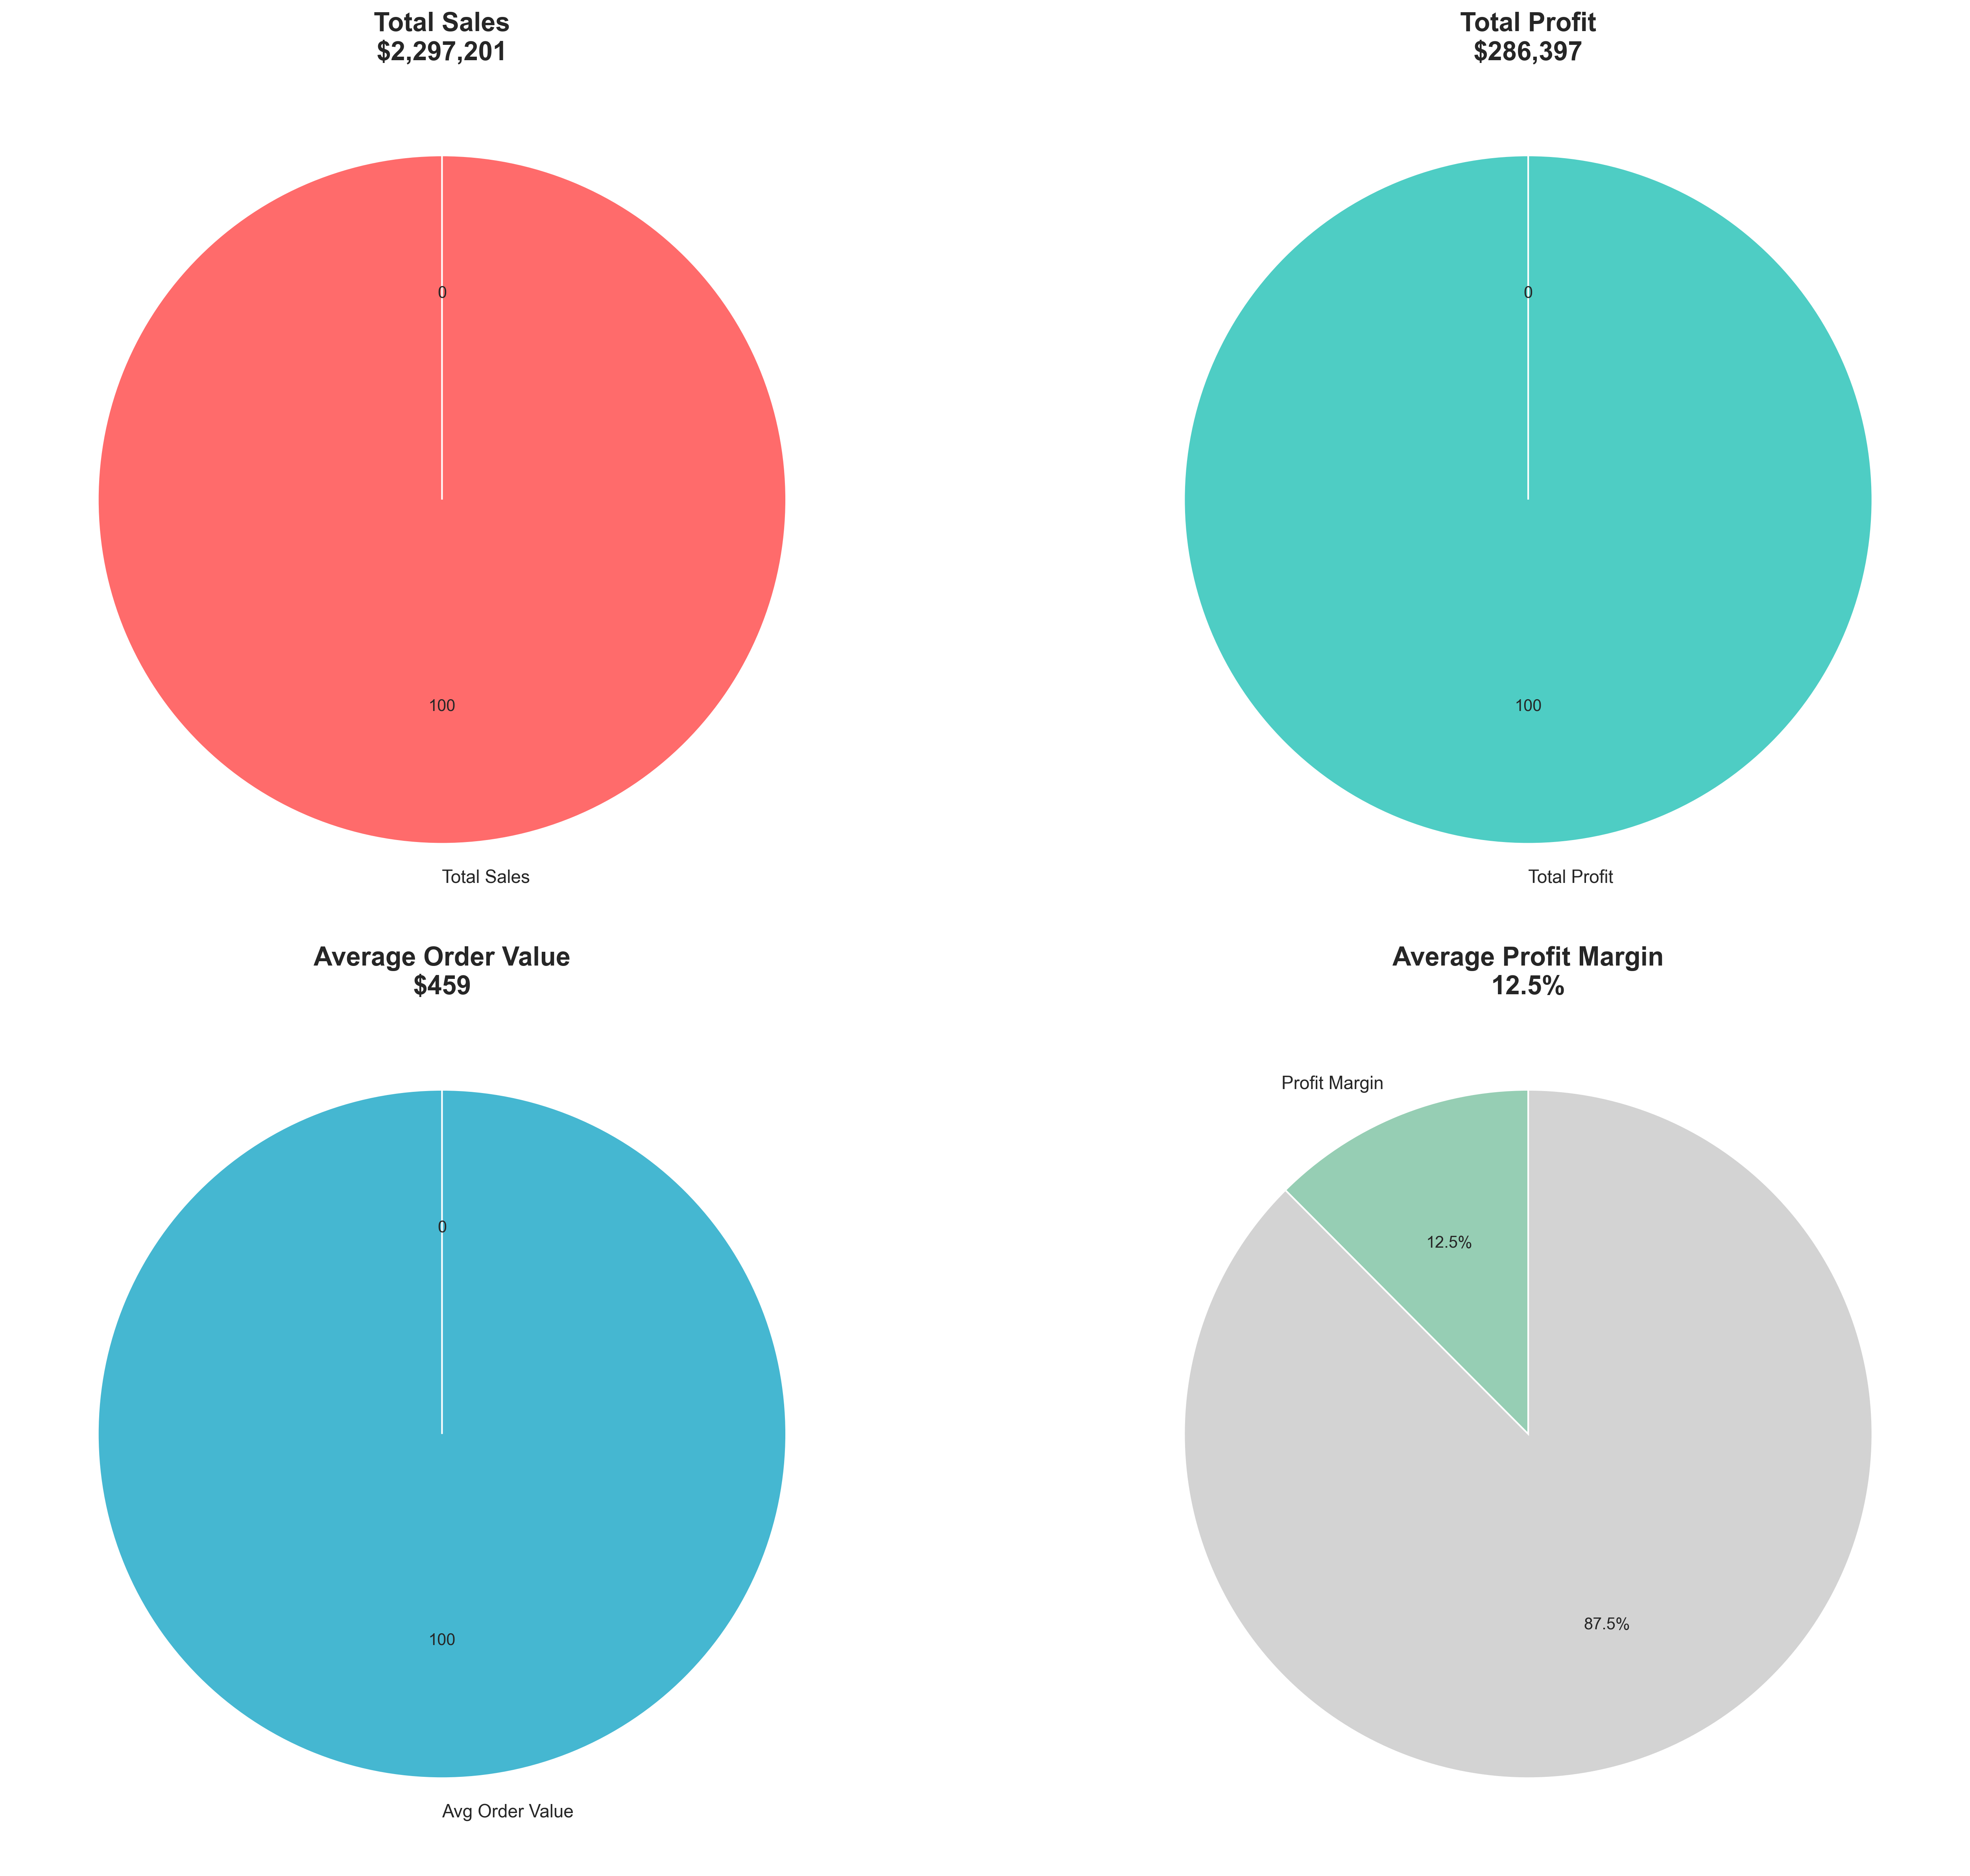 Total Sales
$2,297,201
0
100
Total Sales
Total Profit
$286,397
0
100
Total Profit
Average Order Value
$459
0
100
Avg Order Value
Average Profit Margin
12.5%
Profit Margin
12.5%
87.5%